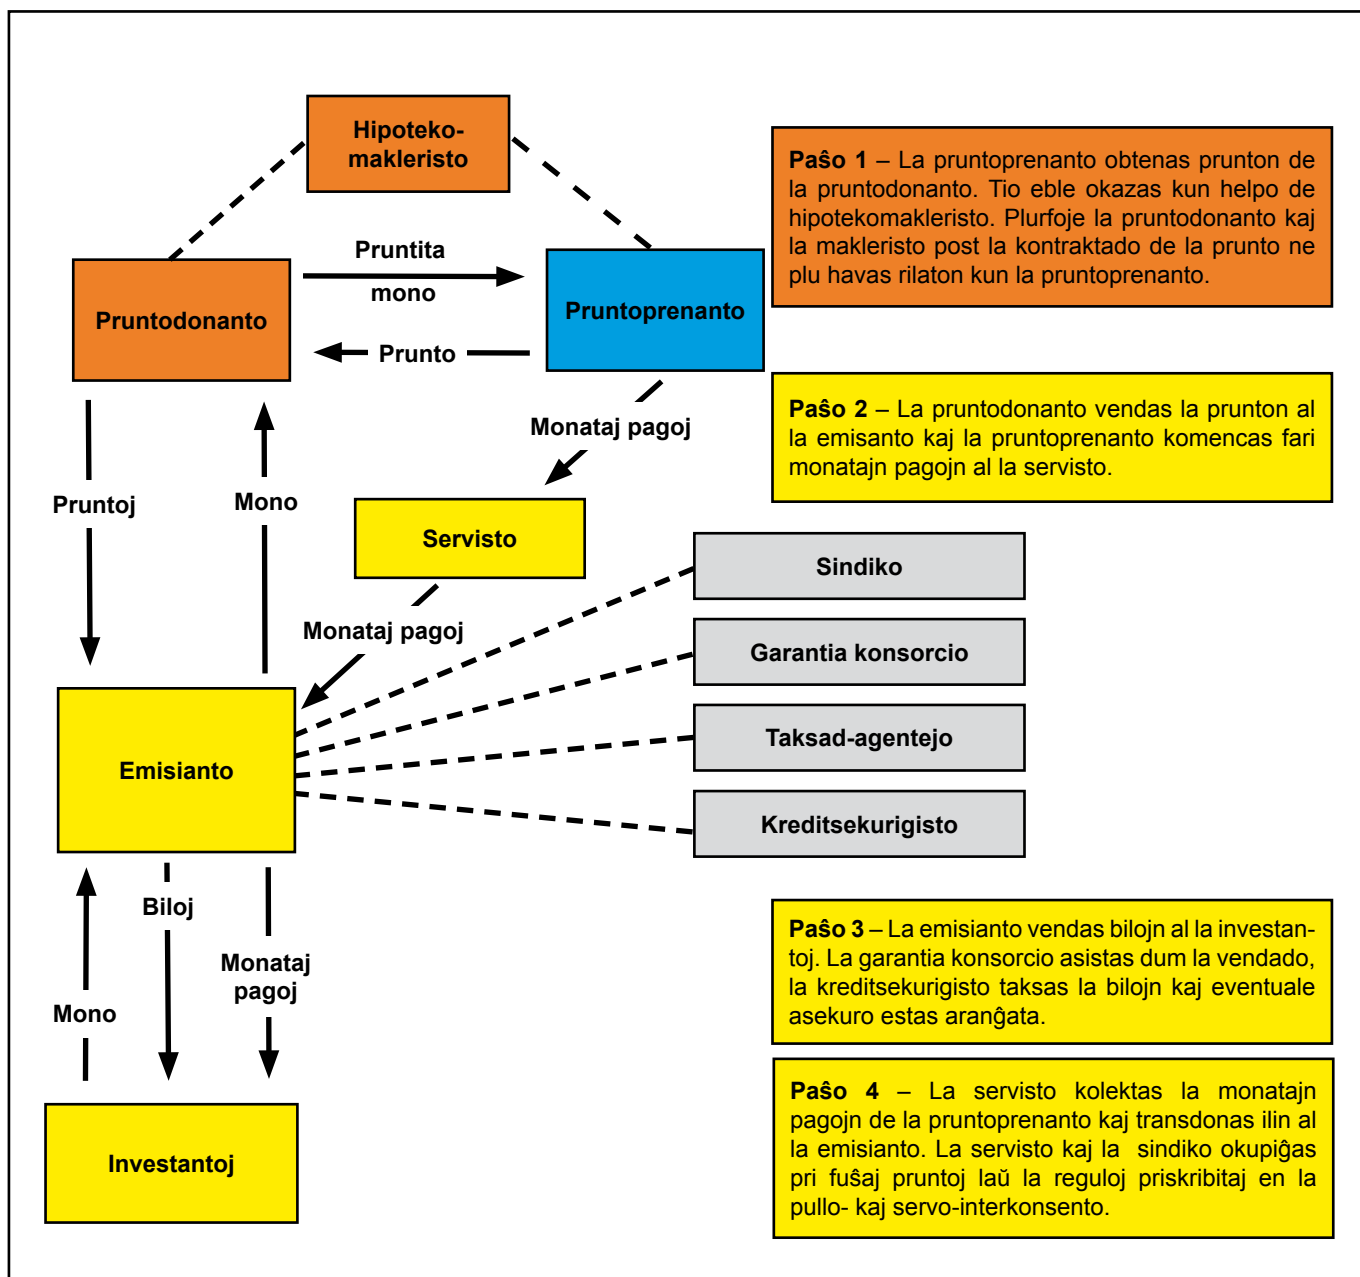 Hipoteko-
makleristo
Paŝo 1 – La pruntoprenanto obtenas prunton de
la pruntodonanto. Tio eble okazas kun helpo de
hipotekomakleristo. Plurfoje la pruntodonanto kaj
la makleristo post la kontraktado de la prunto ne
plu havas rilaton kun la pruntoprenanto.
Pruntita
mono
Pruntodonanto
Pruntoprenanto
Prunto
Paŝo 2 – La pruntodonanto vendas la prunton al
la emisanto kaj la pruntoprenanto komencas fari
monatajn pagojn al la servisto.
Monataj pagoj
Pruntoj
Mono
Servisto
Sindiko
Monataj pagoj
Garantia konsorcio
Taksad-agentejo
Emisianto
Kreditsekurigisto
Biloj
Monataj
pagoj
Mono
Paŝo 3 – La emisianto vendas bilojn al la investan-
toj. La garantia konsorcio asistas dum la vendado,
la kreditsekurigisto taksas la bilojn kaj eventuale
asekuro estas aranĝata.
Investantoj
Paŝo 4 – La servisto kolektas la monatajn
pagojn de la pruntoprenanto kaj transdonas ilin al
la emisianto. La servisto kaj la sindiko okupiĝas
pri fuŝaj pruntoj laŭ la reguloj priskribitaj en la
pullo- kaj servo-interkonsento.